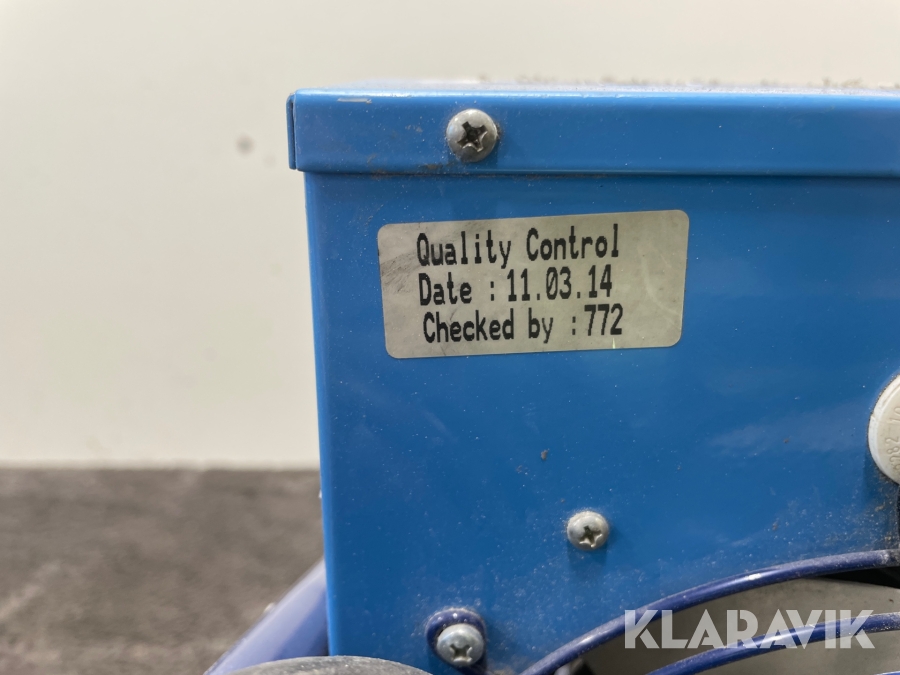 Quality Control
Date : 11.03.14
Checked by : 772
KLARAVIK